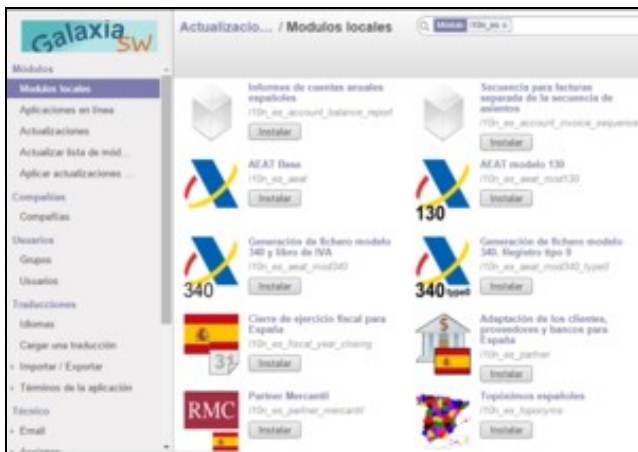 Galaxia
SW
Módulos
Modulos locales
Aplicaciones en línea
Actualizaciones
Actualizar lista de mód...
Aplicar actualizaciones ...
Compañías
Compañías
Usuarios
Grupos
Usuarios
Traducciones
Idiomas
Cargar una traducción
Importar / Exportar
Términos de la aplicación
Técnico
Email
Acciones
Actualizacio... / Modulos locales
Módulo l10n_es x
Informes de cuentas anuales
españoles
l10n_es_account_balance_report
Instalar
Secuencia para facturas
separada de la secuencia de
asientos
l10n_es_account_invoice_sequence
Instalar
AEAT Base
l10n_es_aeat
Instalar
130
AEAT modelo 130
l10n_es_aeat_mod130
Instalar
340
Generación de fichero modelo
340 y libro de IVA
l10n_es_aeat_mod340
Instalar
340 type0
Generación de fichero modelo
340. Registro tipo 0
l10n_es_aeat_mod340_type0
Instalar
31
Cierre de ejercicio fiscal para
España
l10n_es_fiscal_year_closing
Instalar
Adaptación de los clientes,
proveedores y bancos para
España
l10n_es_partner
Instalar
RMC
Partner Mercantil
l10n_es_partner_mercantil
Instalar
Topónimos españoles
l10n_es_toponyms
Instalar